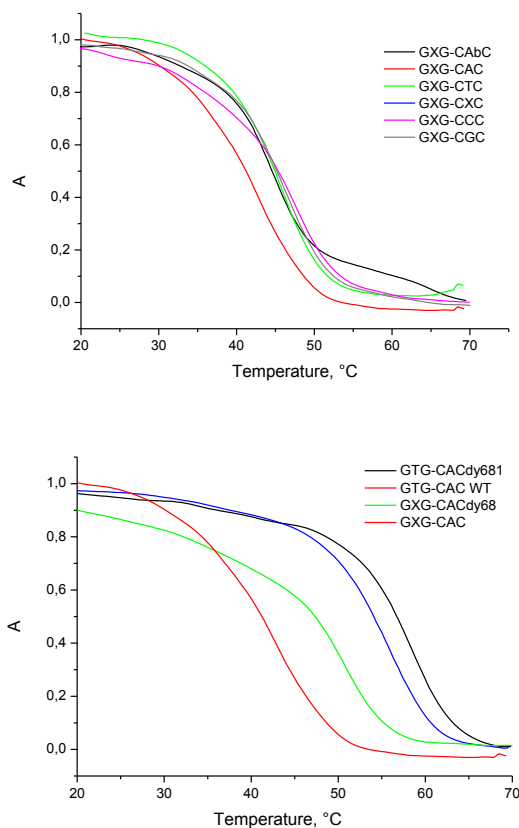 A
1,0
0,8
0,6
0,4
0,2
0,0
20
30
40
50
60
70
Temperature, °C
GXG-CAbC
GXG-CAC
GXG-CTC
GXG-CXC
GXG-CCC
GXG-CGC
A
1,0
0,8
0,6
0,4
0,2
0,0
20
30
40
50
60
70
Temperature, °C
GTG-CACdy681
GTG-CAC WT
GXG-CACdy68
GXG-CAC